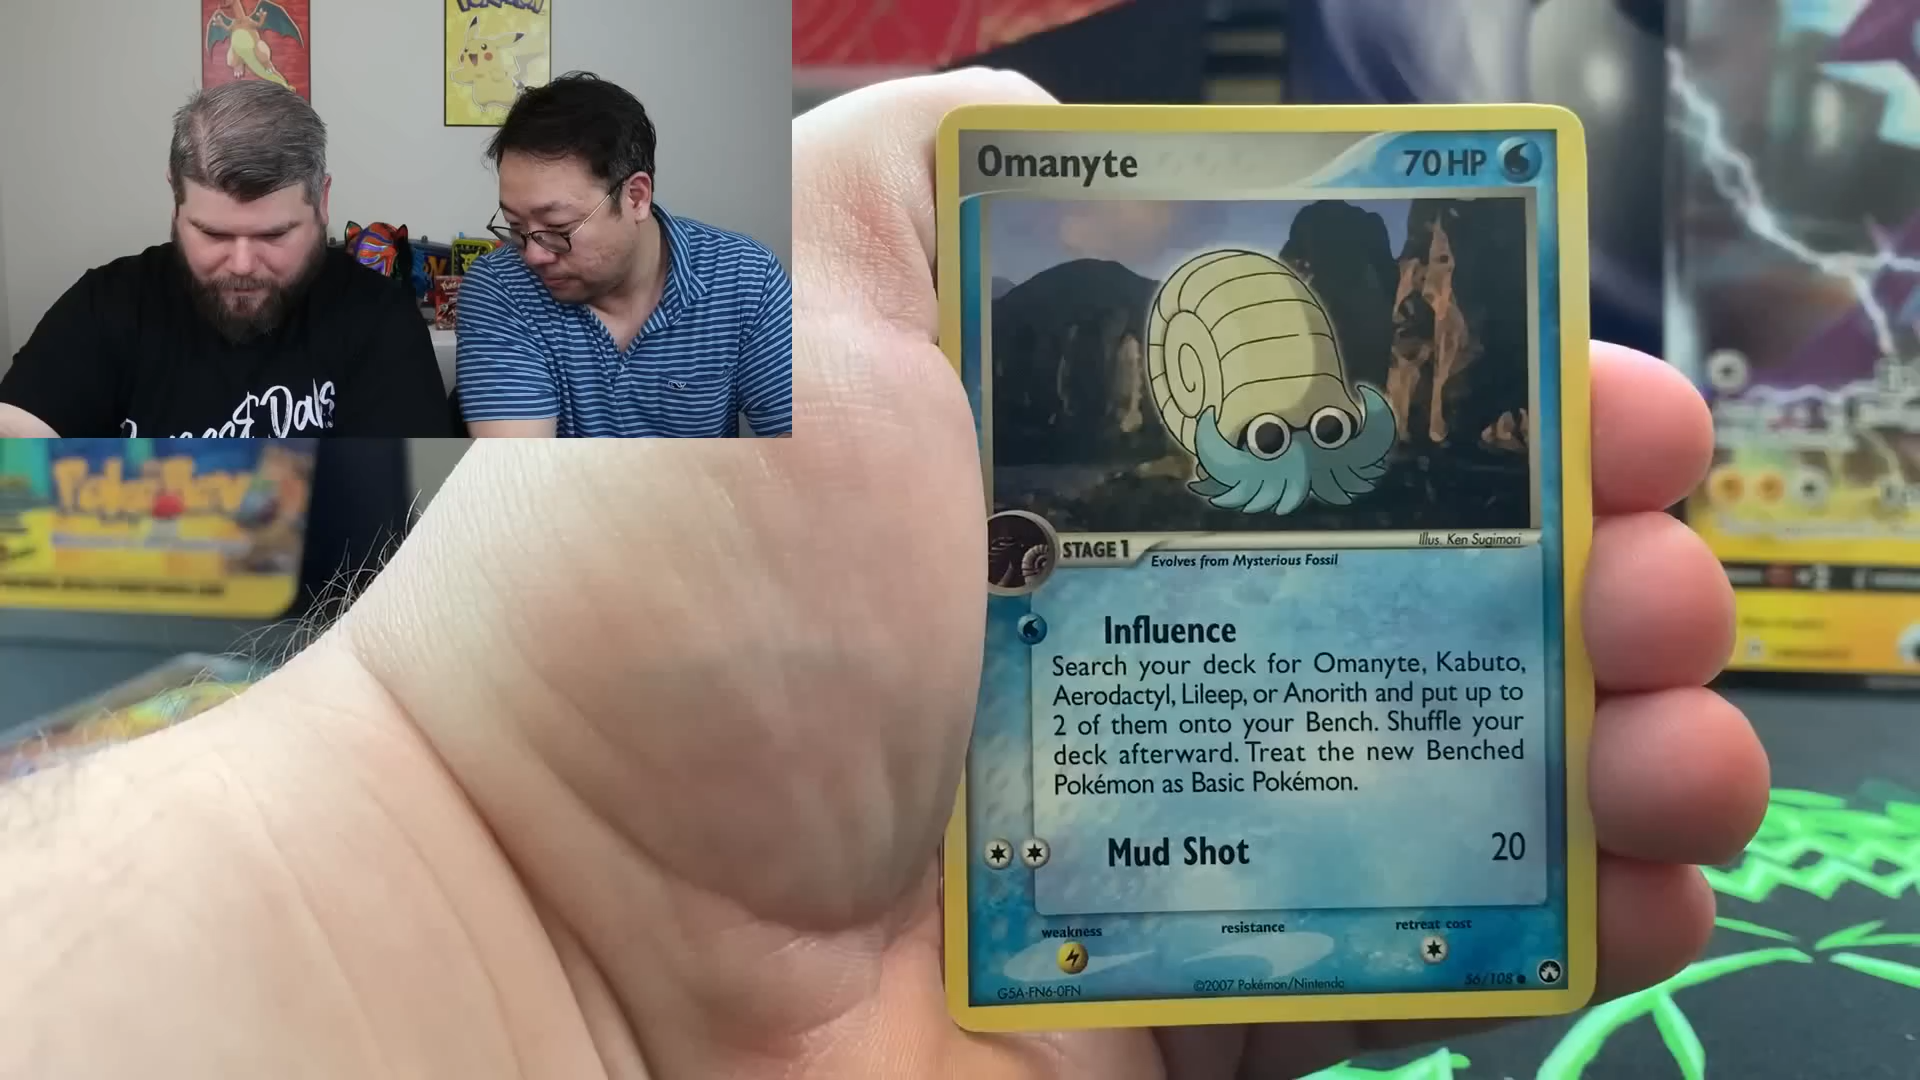 POKÉMON
Dals
Omanyte
70 HP
STAGE 1
Illus. Ken Sugimori
Evolves from Mysterious Fossil
Influence
Search your deck for Omanyte, Kabuto,
Aerodactyl, Lileep, or Anorith and put up to
2 of them onto your Bench. Shuffle your
deck afterward. Treat the new Benched
Pokémon as Basic Pokémon.
Mud Shot 20
weakness
resistance
retreat cost
G5A-FN6-0FN
©2007 Pokémon/Nintendo
56/108